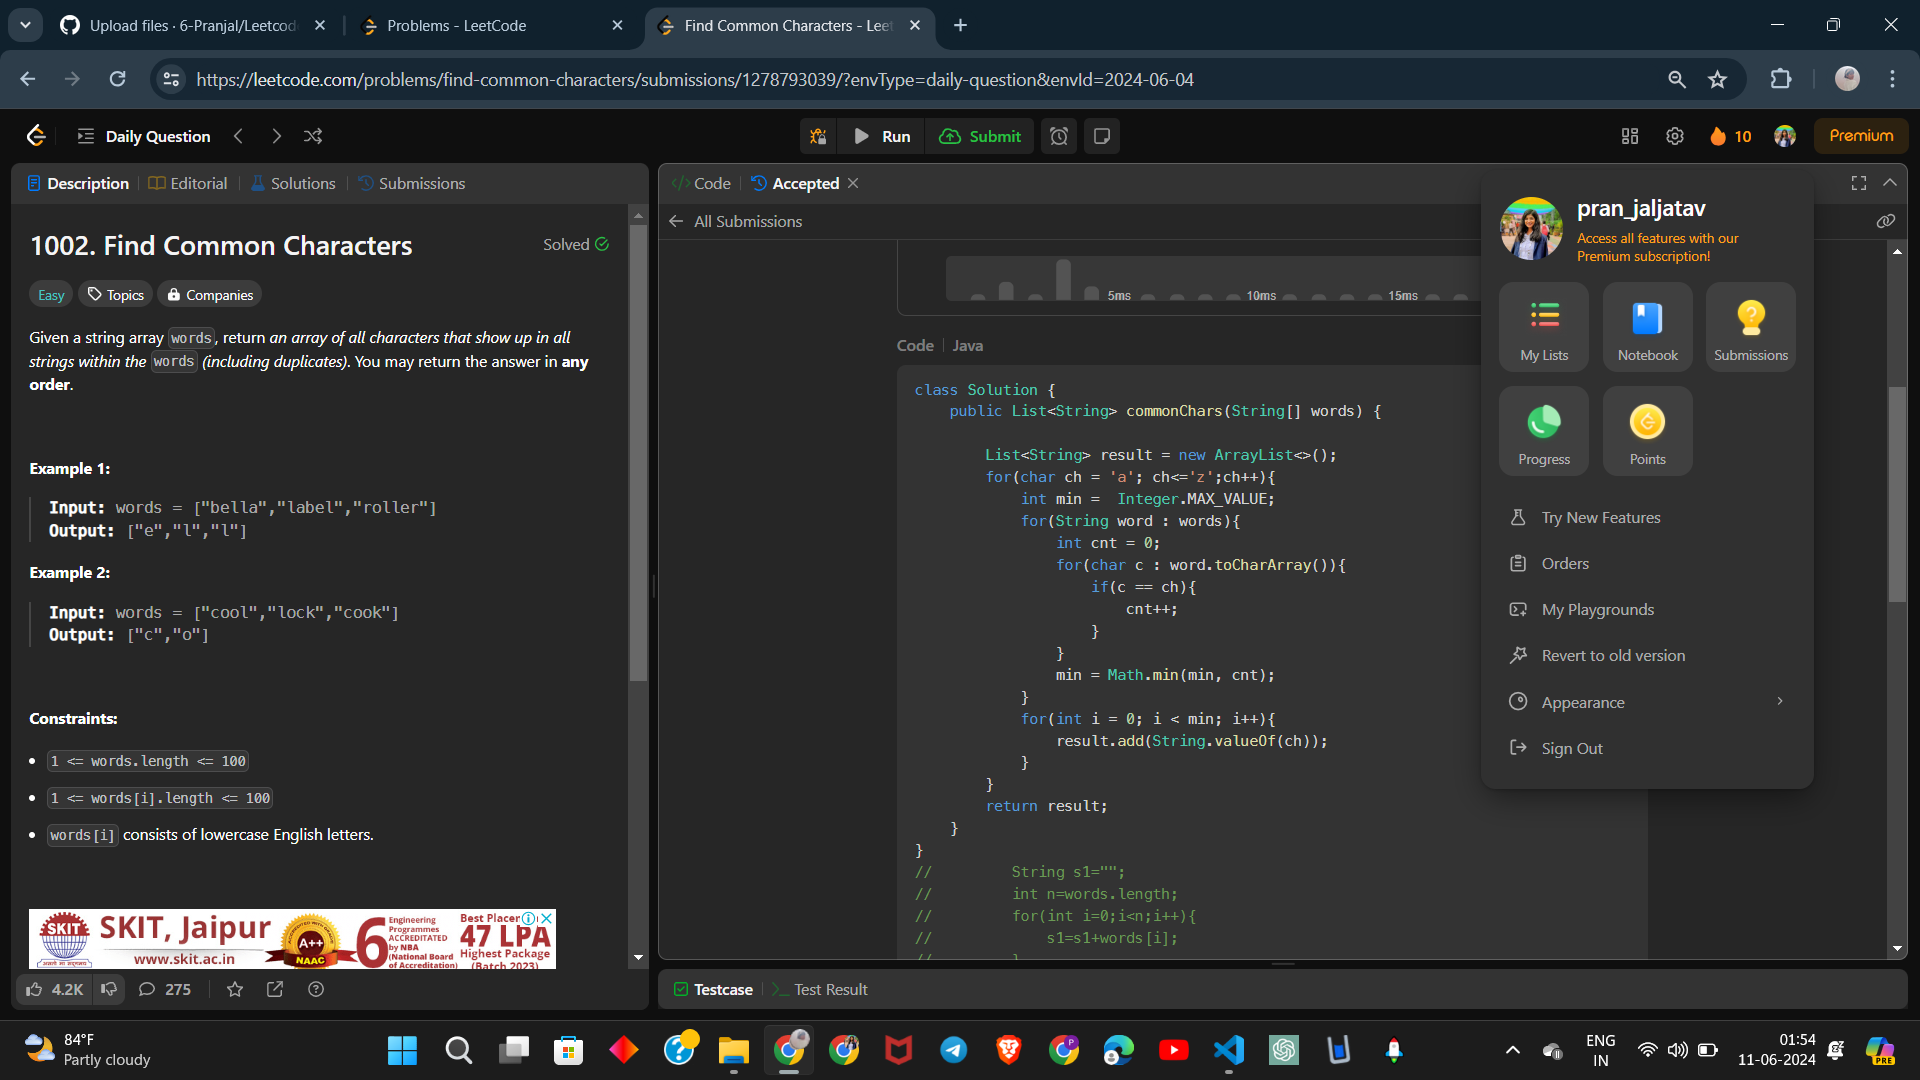 Upload files · 6-Pranjal/Leetcod
Problems - LeetCode
Find Common Characters - Leet
https://leetcode.com/problems/find-common-characters/submissions/1278793039/?envType=daily-question&envId=2024-06-04
Daily Question
Run
Submit
10
Premium
Description
Editorial
Solutions
Submissions
1002. Find Common Characters
Solved
Easy
Topics
Companies
Given a string array words, return an array of all characters that show up in all
strings within the words (including duplicates). You may return the answer in any
order.
Example 1:
Input: words = ["bella","label","roller"]
Output: ["e","l","l"]
Example 2:
Input: words = ["cool","lock","cook"]
Output: ["c","o"]
Constraints:
• 1 <= words.length <= 100
• 1 <= words[i].length <= 100
• words[i] consists of lowercase English letters.
SKIT
SKIT, Jaipur
www.skit.ac.in
ACCREDITED WITH GRADE
A++
NAAC
6
Engineering
Programmes
ACCREDITED
by NBA
(National Board
of Accreditation)
Best Placer
47 LPA
Highest Package
(Batch 2023)
4.2K
275
Code
Accepted
All Submissions
5ms
10ms
15ms
Code
Java
class Solution {
    public List<String> commonChars(String[] words) {
        List<String> result = new ArrayList<>();
        for(char ch = 'a'; ch<='z';ch++){
            int min =  Integer.MAX_VALUE;
            for(String word : words){
                int cnt = 0;
                for(char c : word.toCharArray()){
                    if(c == ch){
                        cnt++;
                    }
                }
                min = Math.min(min, cnt);
            }
            for(int i = 0; i < min; i++){
                result.add(String.valueOf(ch));
            }
        }
        return result;
    }
}
//         String s1="";
//         int n=words.length;
//         for(int i=0;i<n;i++){
//             s1=s1+words[i];
//         }
Testcase
Test Result
pran_jaljatav
Access all features with our
Premium subscription!
My Lists
Notebook
Submissions
Progress
Points
Try New Features
Orders
My Playgrounds
Revert to old version
Appearance
Sign Out
84°F
Partly cloudy
P
PRE
ENG
IN
01:54
11-06-2024